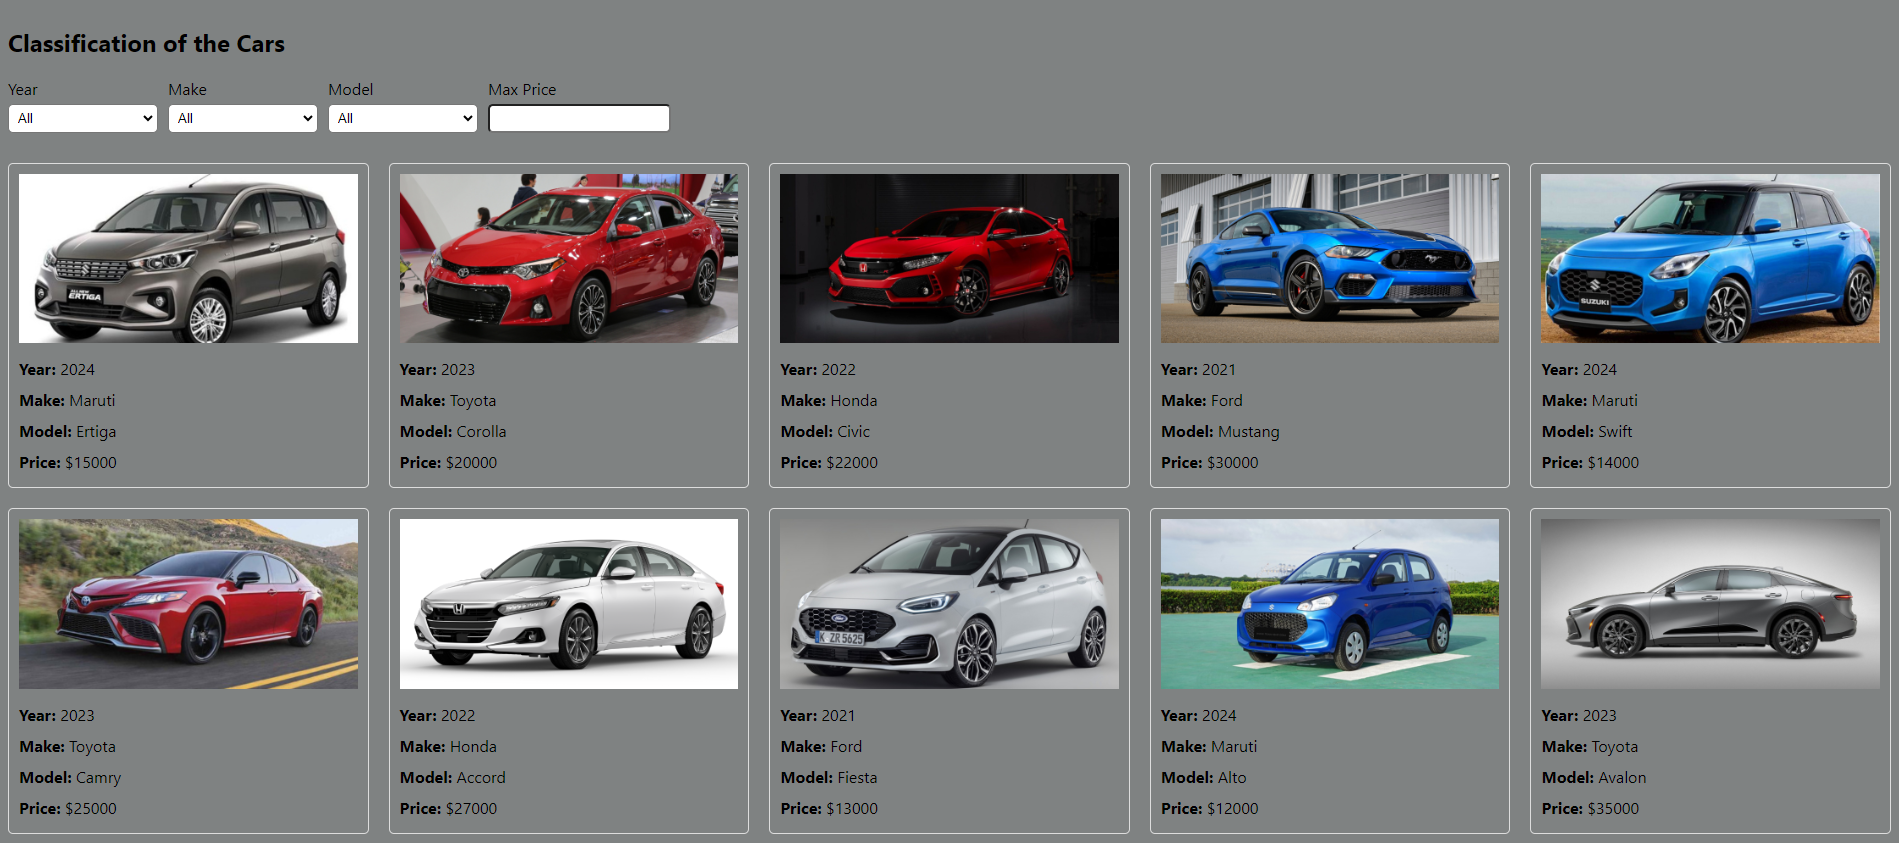 Classification of the Cars
Year Make Model Max Price
All All All
ALL NEW
ERTIGA
SUZUKI
Year: 2024
Make: Maruti
Model: Ertiga
Price: $15000
Year: 2023
Make: Toyota
Model: Corolla
Price: $20000
Year: 2022
Make: Honda
Model: Civic
Price: $22000
Year: 2021
Make: Ford
Model: Mustang
Price: $30000
Year: 2024
Make: Maruti
Model: Swift
Price: $14000
K ZR 5625
Year: 2023
Make: Toyota
Model: Camry
Price: $25000
Year: 2022
Make: Honda
Model: Accord
Price: $27000
Year: 2021
Make: Ford
Model: Fiesta
Price: $13000
Year: 2024
Make: Maruti
Model: Alto
Price: $12000
Year: 2023
Make: Toyota
Model: Avalon
Price: $35000